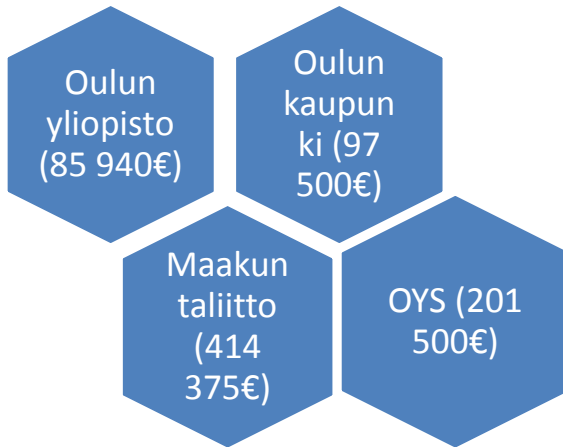 Oulun
yliopisto
(85 940€)
Oulun
kaupun
ki (97
500€)
Maakun
taliitto
(414
375€)
OYS (201
500€)